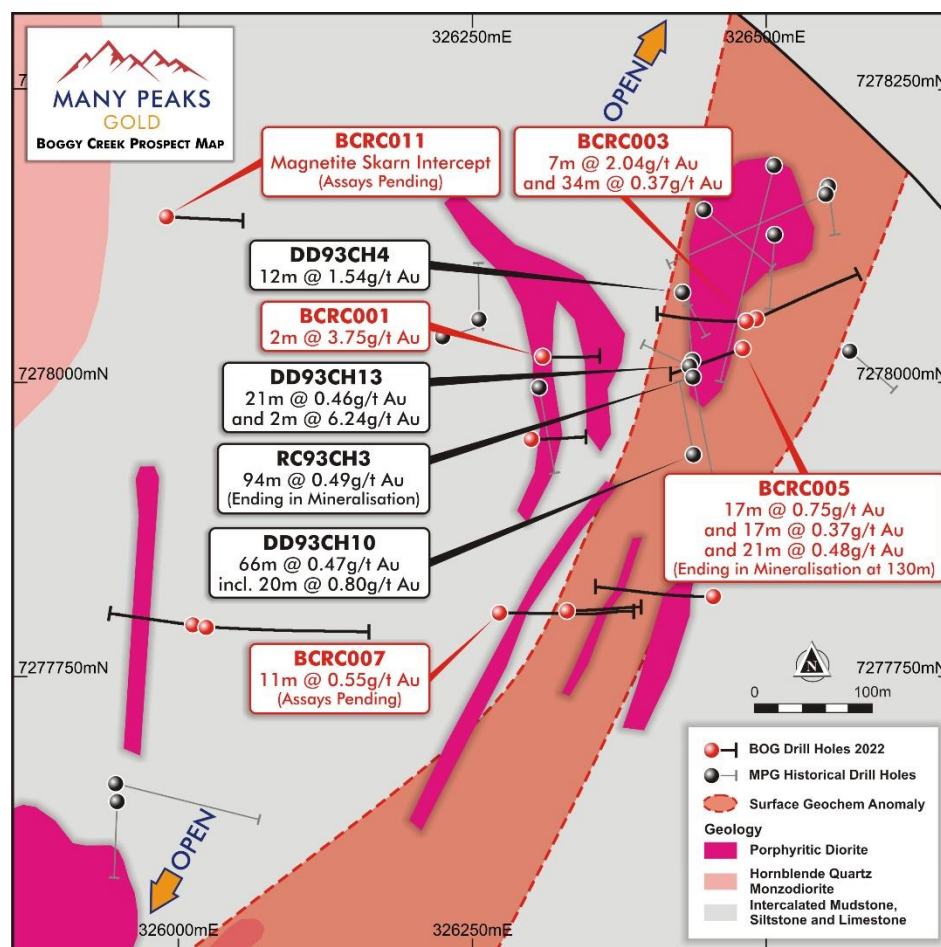 326250mE
326500mE
OPEN
7278250mN
MANY PEAKS
GOLD
BOGGY CREEK PROSPECT MAP
BCRC011
Magnetite Skarn Intercept
(Assays Pending)
BCRC003
7m @ 2.04g/t Au
and 34m @ 0.37g/t Au
DD93CH4
12m @ 1.54g/t Au
BCRC001
2m @ 3.75g/t Au
7278000mN
DD93CH13
21m @ 0.46g/t Au
and 2m @ 6.24g/t Au
RC93CH3
94m @ 0.49g/t Au
(Ending in Mineralisation)
BCRC005
17m @ 0.75g/t Au
and 17m @ 0.37g/t Au
and 21m @ 0.48g/t Au
(Ending in Mineralisation at 130m)
DD93CH10
66m @ 0.47g/t Au
incl. 20m @ 0.80g/t Au
BCRC007
11m @ 0.55g/t Au
(Assays Pending)
7277750mN
7277750mN
N
0
100m
BOG Drill Holes 2022
MPG Historical Drill Holes
Surface Geochem Anomaly
Geology
Porphyritic Diorite
Hornblende Quartz
Monzodiorite
Intercalated Mudstone,
Siltstone and Limestone
OPEN
326000mE
326250mE
7278000mN